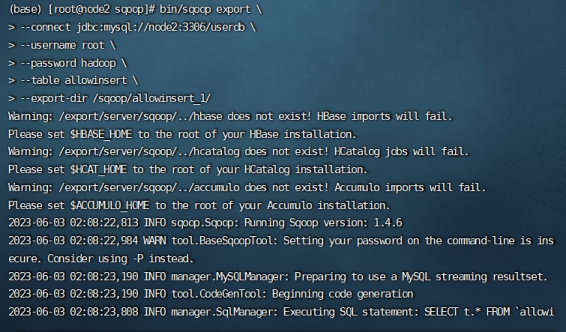 (base) [root@node2 sqoop]# bin/sqoop export \
> --connect jdbc:mysql://node2:3306/userdb \
> --username root \
> --password hadoop \
> --table allowinsert \
> --export-dir /sqoop/allowinsert_1/
Warning: /export/server/sqoop/../hbase does not exist! HBase imports will fail.
Please set $HBASE_HOME to the root of your HBase installation.
Warning: /export/server/sqoop/../hcatalog does not exist! HCatalog jobs will fail.
Please set $HCAT_HOME to the root of your HCatalog installation.
Warning: /export/server/sqoop/../accumulo does not exist! Accumulo imports will fail.
Please set $ACCUMULO_HOME to the root of your Accumulo installation.
2023-06-03 02:08:22,813 INFO sqoop.Sqoop: Running Sqoop version: 1.4.6
2023-06-03 02:08:22,984 WARN tool.BaseSqoopTool: Setting your password on the command-line is ins
ecure. Consider using -P instead.
2023-06-03 02:08:23,190 INFO manager.MySQLManager: Preparing to use a MySQL streaming resultset.
2023-06-03 02:08:23,190 INFO tool.CodeGenTool: Beginning code generation
2023-06-03 02:08:23,808 INFO manager.SqlManager: Executing SQL statement: SELECT t.* FROM `allowi